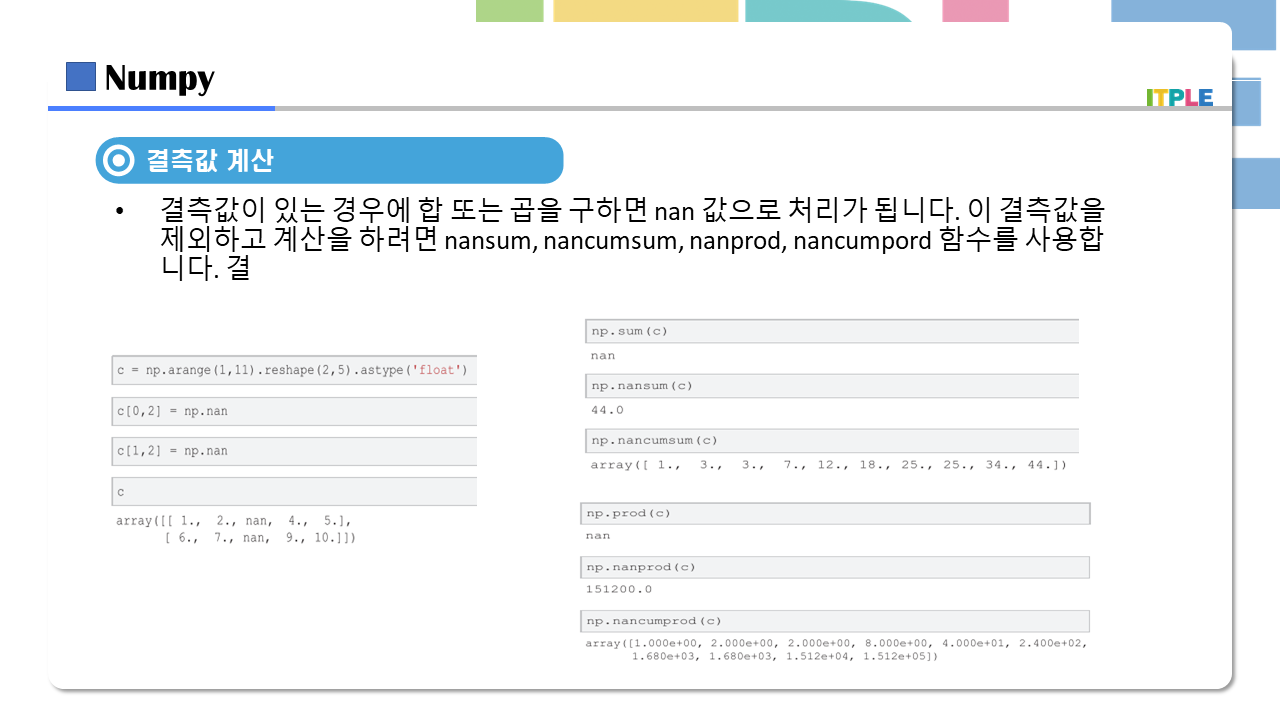 Numpy
ITPLE
결측값 계산
• 결측값이 있는 경우에 합 또는 곱을 구하면 nan 값으로 처리가 됩니다. 이 결측값을
제외하고 계산을 하려면 nansum, nancumsum, nanprod, nancumpord 함수를 사용합
니다. 결
c = np.arange(1,11).reshape(2,5).astype('float')
c[0,2] = np.nan
c[1,2] = np.nan
c
array([[ 1.,  2., nan,  4.,  5.],
       [ 6.,  7., nan,  9., 10.]])
np.sum(c)
nan
np.nansum(c)
44.0
np.nancumsum(c)
array([ 1.,  3.,  3.,  7., 12., 18., 25., 25., 34., 44.])
np.prod(c)
nan
np.nanprod(c)
151200.0
np.nancumprod(c)
array([1.000e+00, 2.000e+00, 2.000e+00, 8.000e+00, 4.000e+01, 2.400e+02,
       1.680e+03, 1.680e+03, 1.512e+04, 1.512e+05])